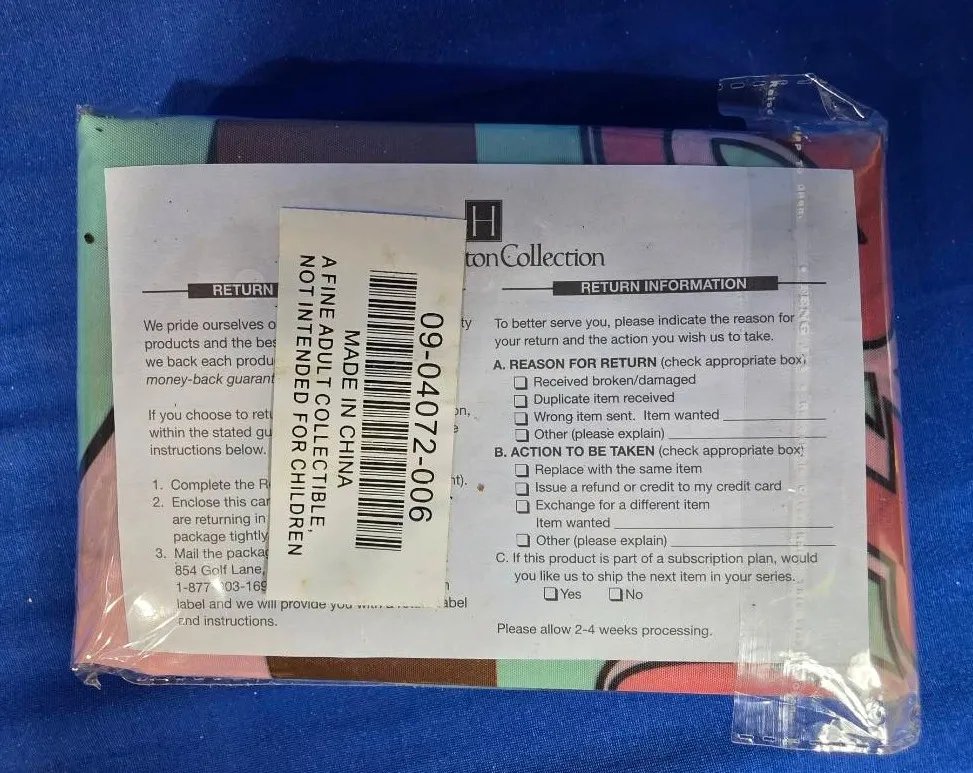 H
ton Collection
RETURN
We pride ourselves o
ty
products and the bes
we back each produ
money-back guarant
If you choose to retu
on,
within the stated gu
instructions below.
1. Complete the R
nt).
2. Enclose this car
are returning in
package tightly
3. Mail the packag
854 Golf Lane,
1-877
03-169
label and we will provide you with a
abel
and instructions.
A FINE ADULT COLLECTIBLE,
NOT INTENDED FOR CHILDREN
MADE IN CHINA
09-04072-006
RETURN INFORMATION
To better serve you, please indicate the reason for
your return and the action you wish us to take.
A. REASON FOR RETURN (check appropriate box)
Received broken/damaged
Duplicate item received
Wrong item sent. Item wanted
Other (please explain)
B. ACTION TO BE TAKEN (check appropriate box)
Replace with the same item
Issue a refund or credit to my credit card
Exchange for a different item
Item wanted
Other (please explain)
C. If this product is part of a subscription plan, would
you like us to ship the next item in your series.
Yes No
Please allow 2-4 weeks processing.